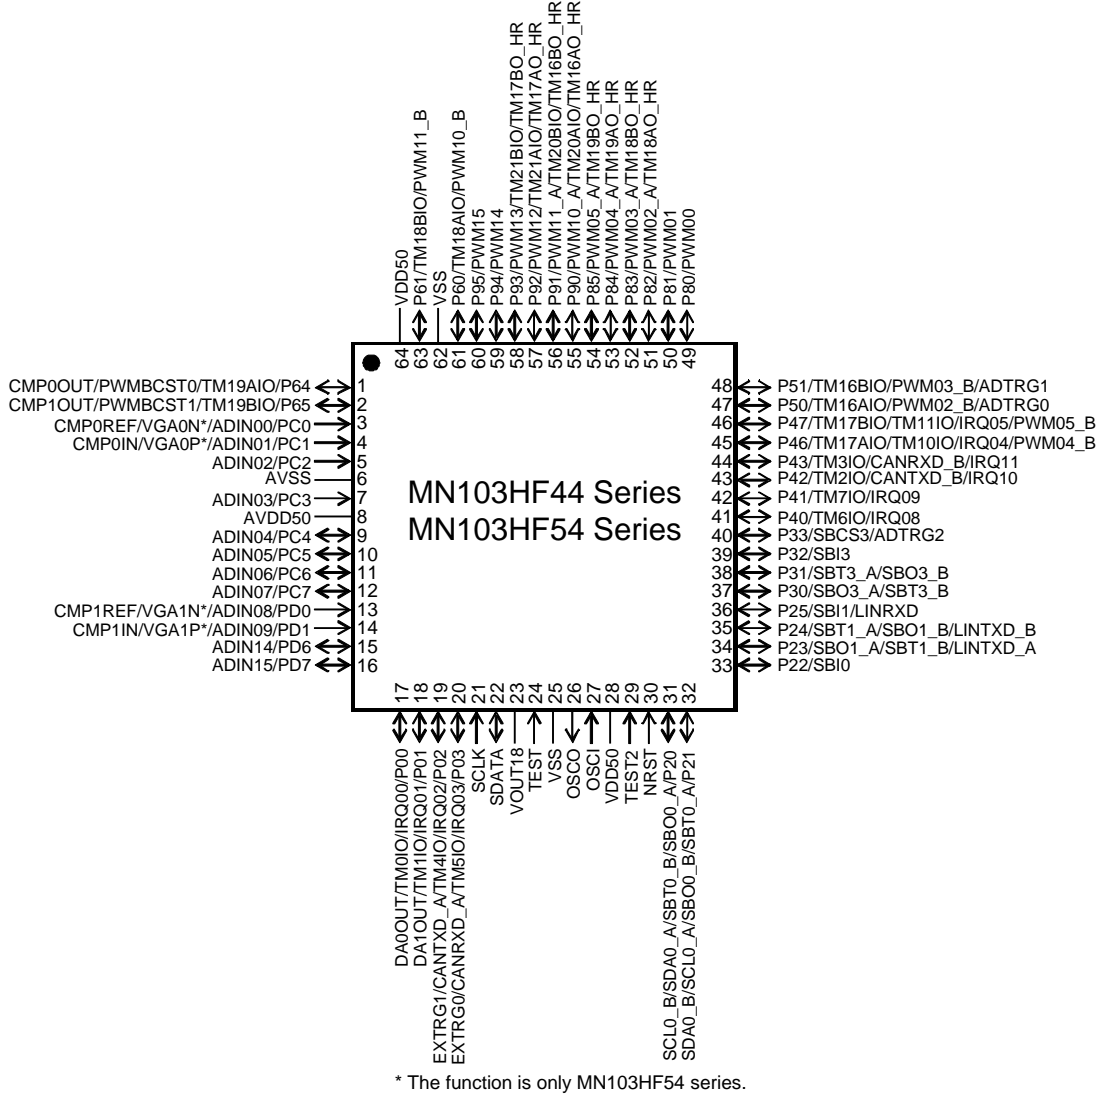 VDD50
P61/TM18BIO/PWM11_B
VSS
P60/TM18AIO/PWM10_B
P95/PWM15
P94/PWM14
P93/PWM13/TM21BIO/TM17BO_HR
P92/PWM12/TM21AIO/TM17AO_HR
P91/PWM11_A/TM20BIO/TM16BO_HR
P90/PWM10_A/TM20AIO/TM16AO_HR
P85/PWM05_A/TM19BO_HR
P84/PWM04_A/TM19AO_HR
P83/PWM03_A/TM18BO_HR
P82/PWM02_A/TM18AO_HR
P81/PWM01
P80/PWM00
64 63 62 61 60 59 58 57 56 55 54 53 52 51 50 49
CMP0OUT/PWMBCST0/TM19AIO/P64 1
CMP1OUT/PWMBCST1/TM19BIO/P65 2
CMP0REF/VGA0N*/ADIN00/PC0 3
CMP0IN/VGA0P*/ADIN01/PC1 4
ADIN02/PC2 5
AVSS 6
ADIN03/PC3 7
AVDD50 8
ADIN04/PC4 9
ADIN05/PC5 10
ADIN06/PC6 11
ADIN07/PC7 12
CMP1REF/VGA1N*/ADIN08/PD0 13
CMP1IN/VGA1P*/ADIN09/PD1 14
ADIN14/PD6 15
ADIN15/PD7 16
MN103HF44 Series
MN103HF54 Series
48 P51/TM16BIO/PWM03_B/ADTRG1
47 P50/TM16AIO/PWM02_B/ADTRG0
46 P47/TM17BIO/TM11IO/IRQ05/PWM05_B
45 P46/TM17AIO/TM10IO/IRQ04/PWM04_B
44 P43/TM3IO/CANRXD_B/IRQ11
43 P42/TM2IO/CANTXD_B/IRQ10
42 P41/TM7IO/IRQ09
41 P40/TM6IO/IRQ08
40 P33/SBCS3/ADTRG2
39 P32/SBI3
38 P31/SBT3_A/SBO3_B
37 P30/SBO3_A/SBT3_B
36 P25/SBI1/LINRXD
35 P24/SBT1_A/SBO1_B/LINTXD_B
34 P23/SBO1_A/SBT1_B/LINTXD_A
33 P22/SBI0
17 18 19 20 21 22 23 24 25 26 27 28 29 30 31 32
DA0OUT/TM0IO/IRQ00/P00
DA1OUT/TM1IO/IRQ01/P01
EXTRG1/CANTXD_A/TM4IO/IRQ02/P02
EXTRG0/CANRXD_A/TM5IO/IRQ03/P03
SCLK
SDATA
VOUT18
TEST
VSS
OSCO
OSCI
VDD50
TEST2
NRST
SCL0_B/SDA0_A/SBT0_B/SBO0_A/P20
SDA0_B/SCL0_A/SBO0_B/SBT0_A/P21
* The function is only MN103HF54 series.